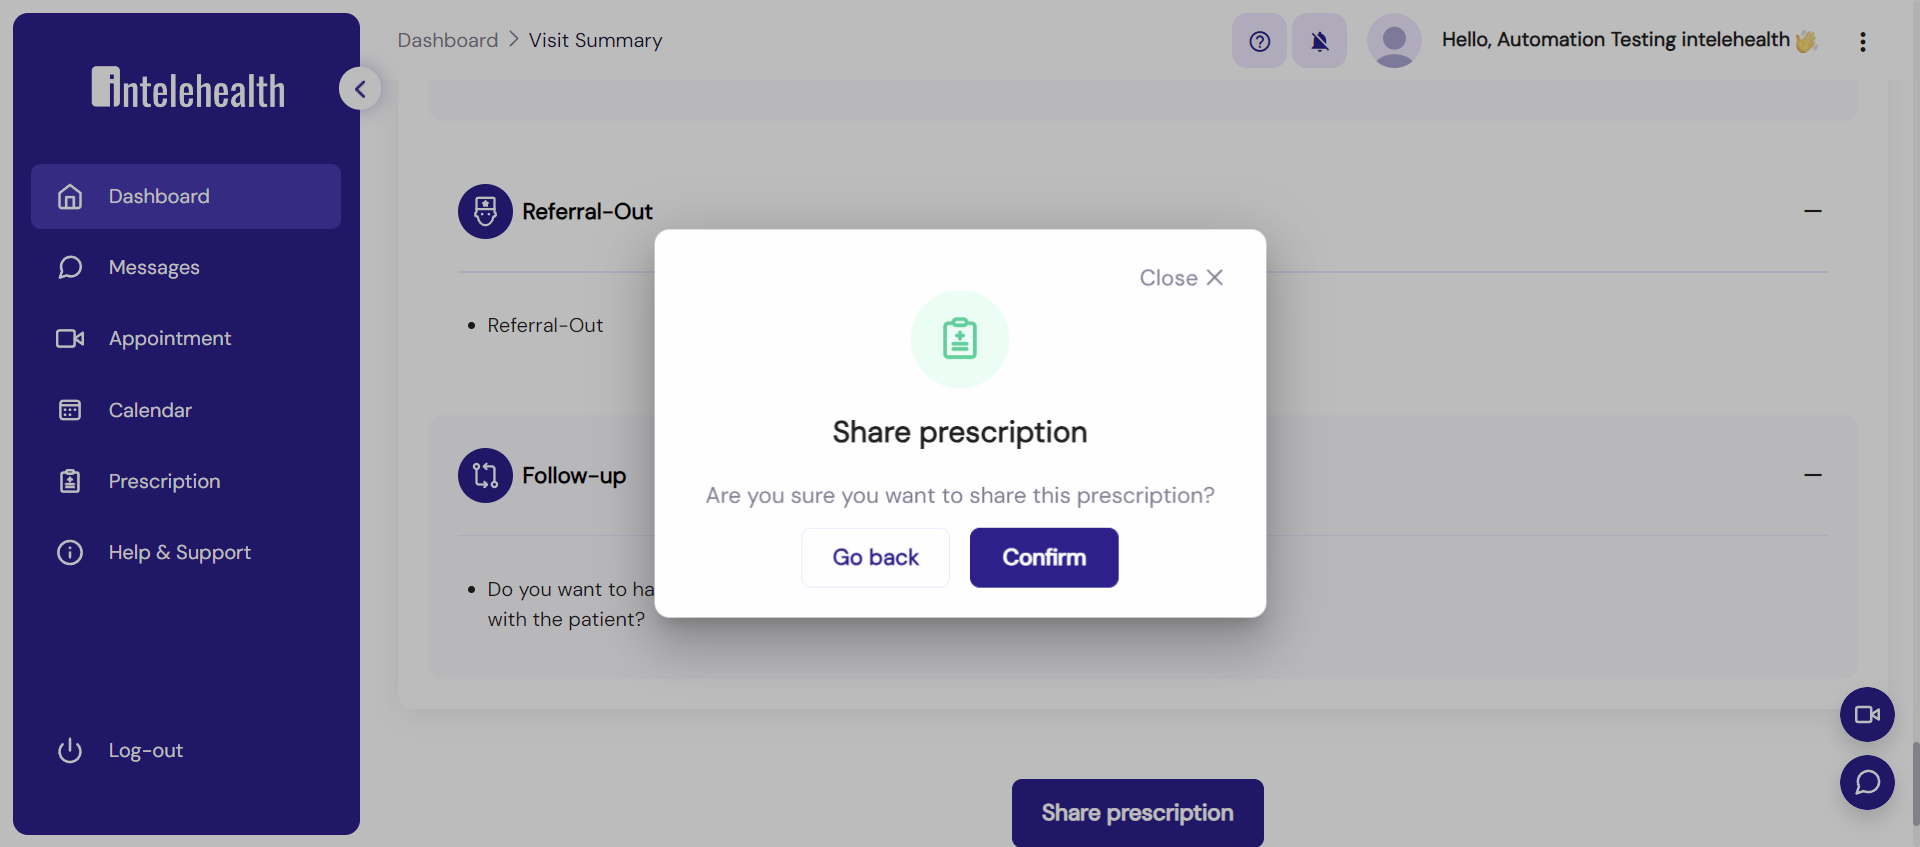 intelehealth
Dashboard
Messages
Appointment
Calendar
Prescription
Help & Support
Log-out
Dashboard > Visit Summary
Hello, Automation Testing intelehealth 👋
Referral-Out
Referral-Out
Follow-up
Do you want to ha
with the patient?
Close
Share prescription
Are you sure you want to share this prescription?
Go back
Confirm
Share prescription